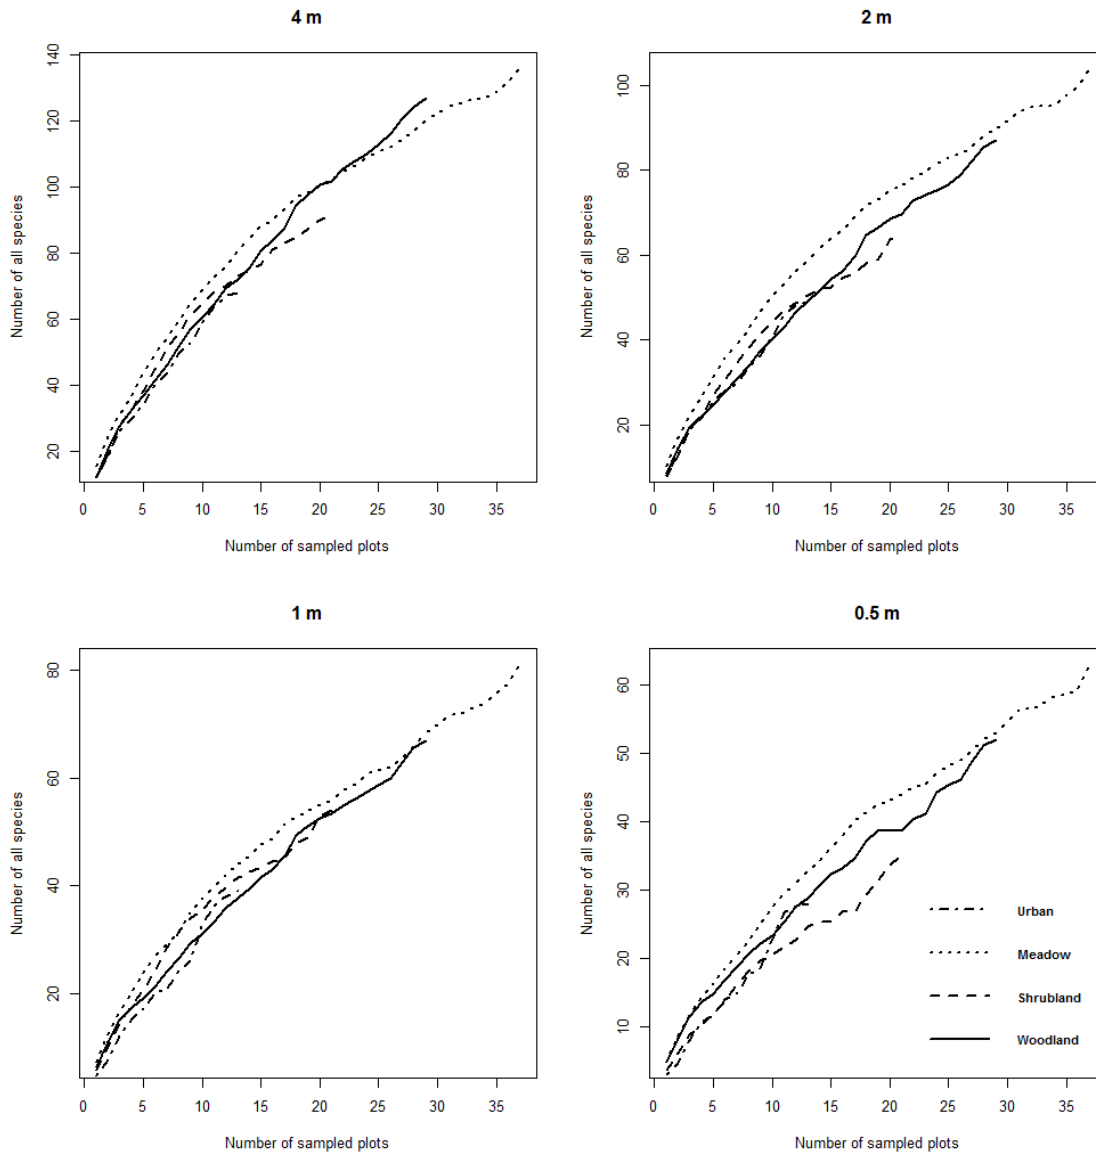 4 m
Number of all species
20 40 60 80 100 120 140
0 5 10 15 20 25 30 35
Number of sampled plots
2 m
Number of all species
20 40 60 80 100
0 5 10 15 20 25 30 35
Number of sampled plots
1 m
Number of all species
20 40 60 80
0 5 10 15 20 25 30 35
Number of sampled plots
0.5 m
Number of all species
10 20 30 40 50 60
0 5 10 15 20 25 30 35
Number of sampled plots
Urban
Meadow
Shrubland
Woodland